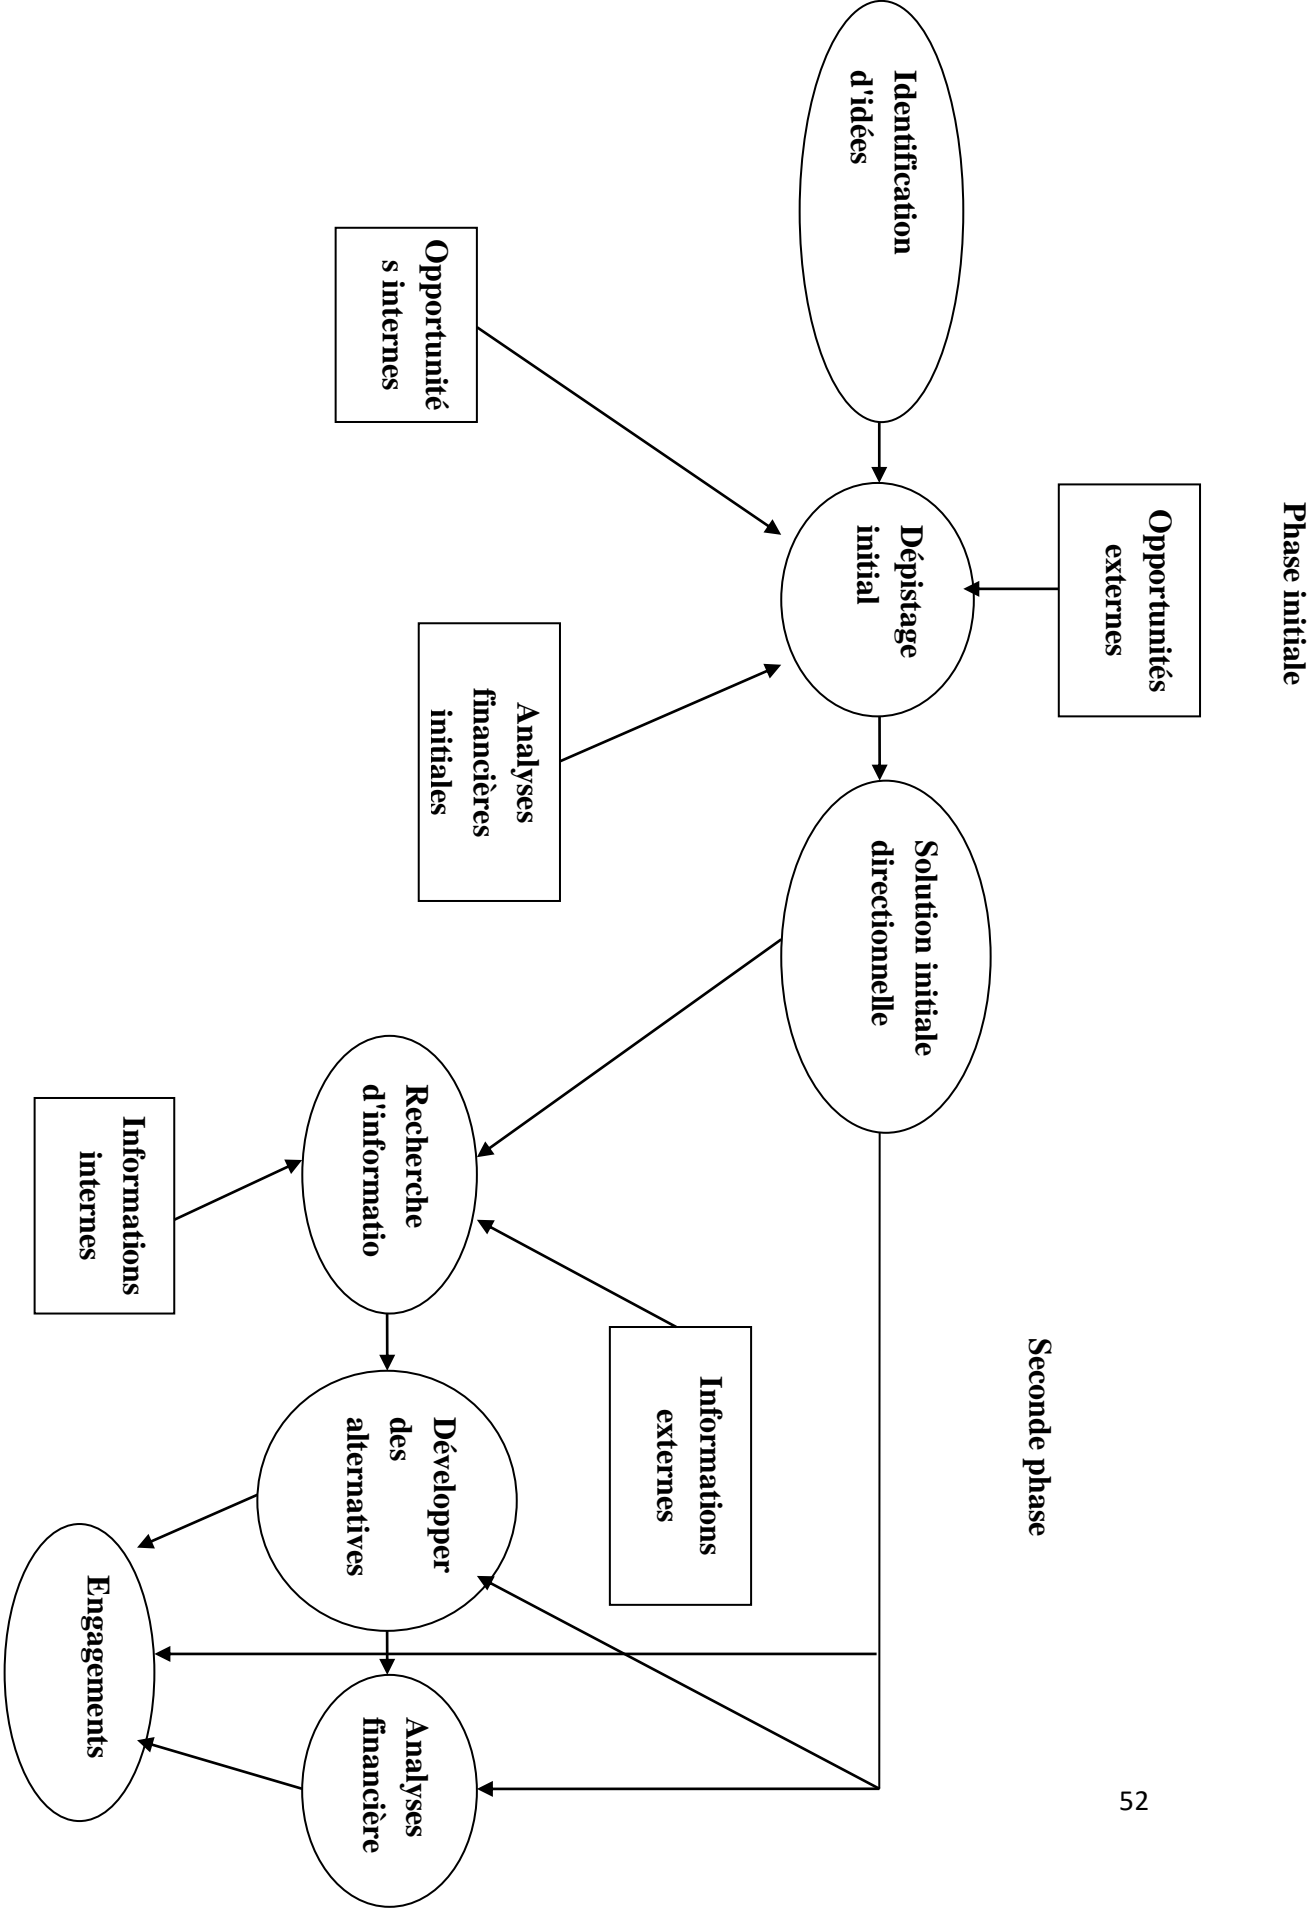 Phase initiale
Seconde phase
Opportunités
externes
Identification
d'idées
Dépistage
initial
Solution initiale
directionnelle
Informations
externes
Opportunité
s internes
Analyses
financières
initiales
Recherche
d'informatio
Développer
des
alternatives
Analyses
financière
Informations
internes
Engagements
52